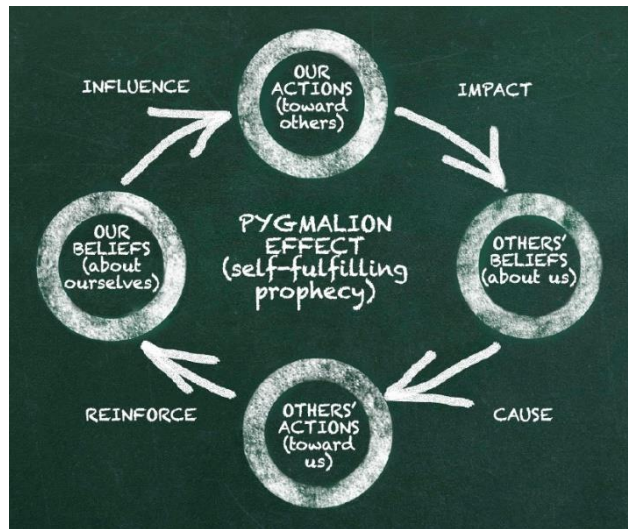 INFLUENCE
OUR
ACTIONS
(toward
others)
IMPACT
OUR
BELIEFS
(about
ourselves)
PYGMALION
EFFECT
(self-fulfilling
prophecy)
OTHERS'
BELIEFS
(about us)
REINFORCE
OTHERS'
ACTIONS
(toward
us)
CAUSE